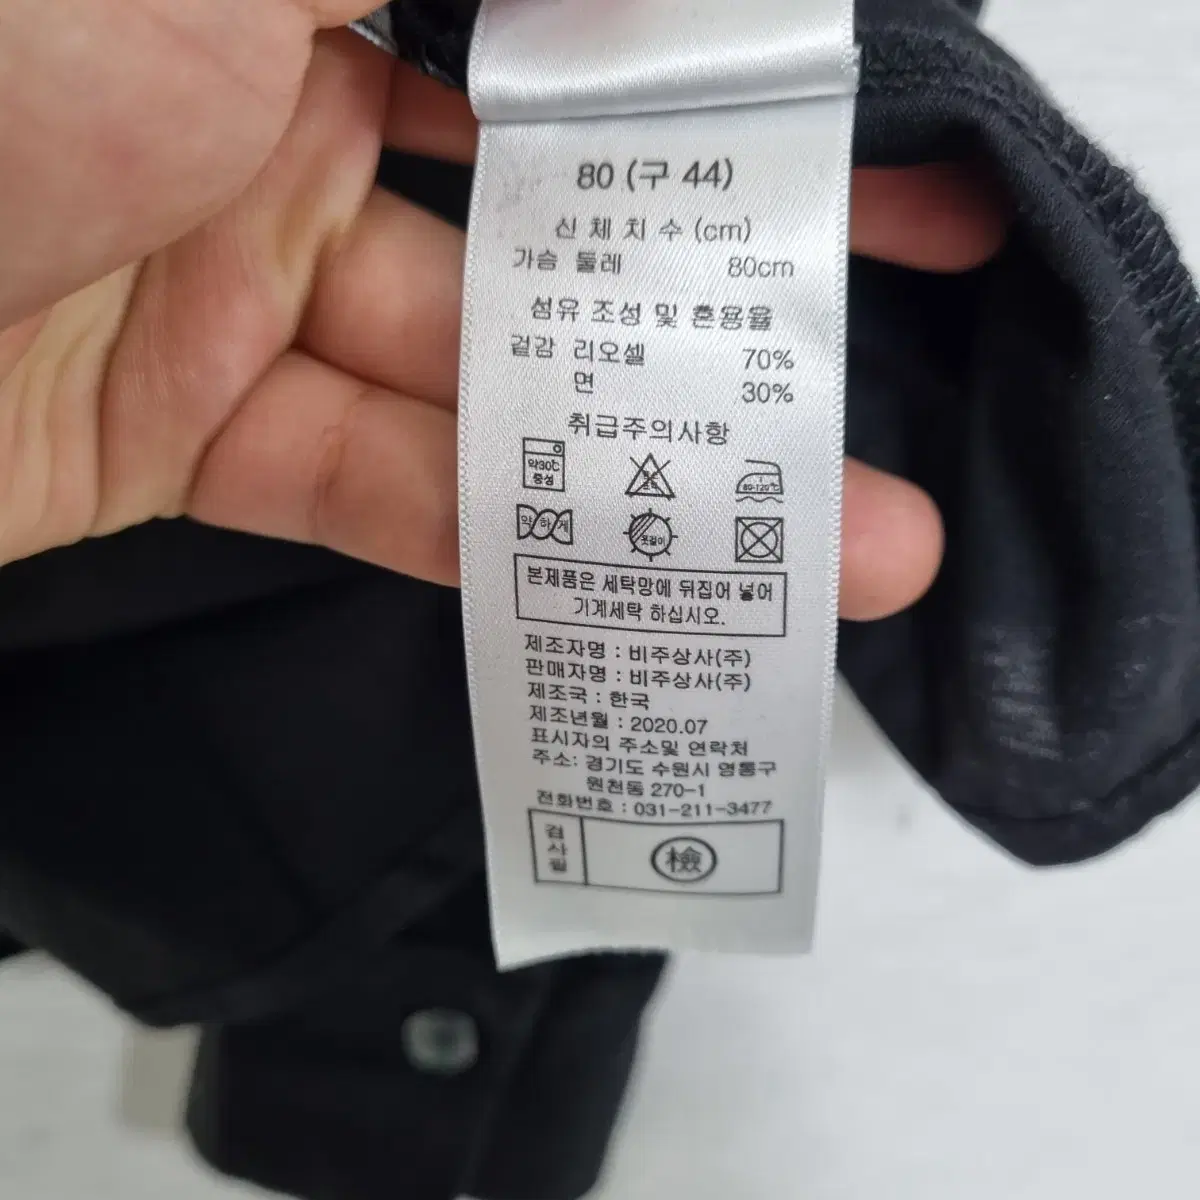 80 (구 44)
신 체 치 수 (cm)
가슴 둘레 80cm
섬유 조성 및 혼용율
겉감 리오셀 70%
면 30%
취급주의사항
약30℃
중성
80-120℃
약하게
옷걸이
본제품은 세탁망에 뒤집어 넣어
기계세탁 하십시오.
제조자명 : 비주상사(주)
판매자명 : 비주상사(주)
제조국 : 한국
제조년월 : 2020.07
표시자의 주소및 연락처
주소: 경기도 수원시 영통구
원천동 270-1
전화번호 : 031-211-3477
검사필 檢